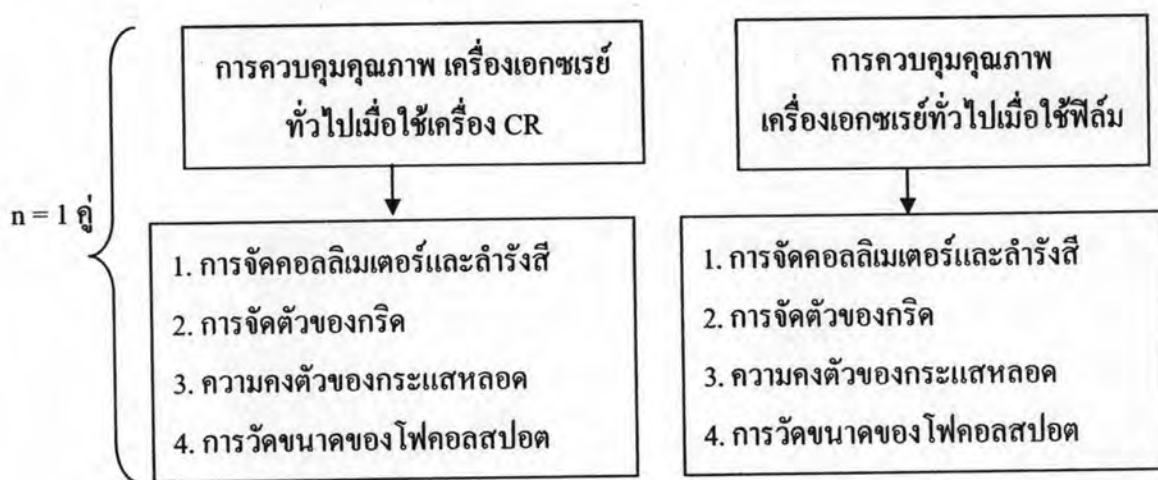 การควบคุมคุณภาพ เครื่องเอกซเรย์
ทั่วไปเมื่อใช้เครื่อง CR
การควบคุมคุณภาพ
เครื่องเอกซเรย์ทั่วไปเมื่อใช้ฟิล์ม
n = 1 คู่
1. การจัดคอลลิเมเตอร์และลำรังสี
2. การจัดตัวของกริด
3. ความคงตัวของกระแสหลอด
4. การวัดขนาดของโฟคอลสปอต
1. การจัดคอลลิเมเตอร์และลำรังสี
2. การจัดตัวของกริด
3. ความคงตัวของกระแสหลอด
4. การวัดขนาดของโฟคอลสปอต